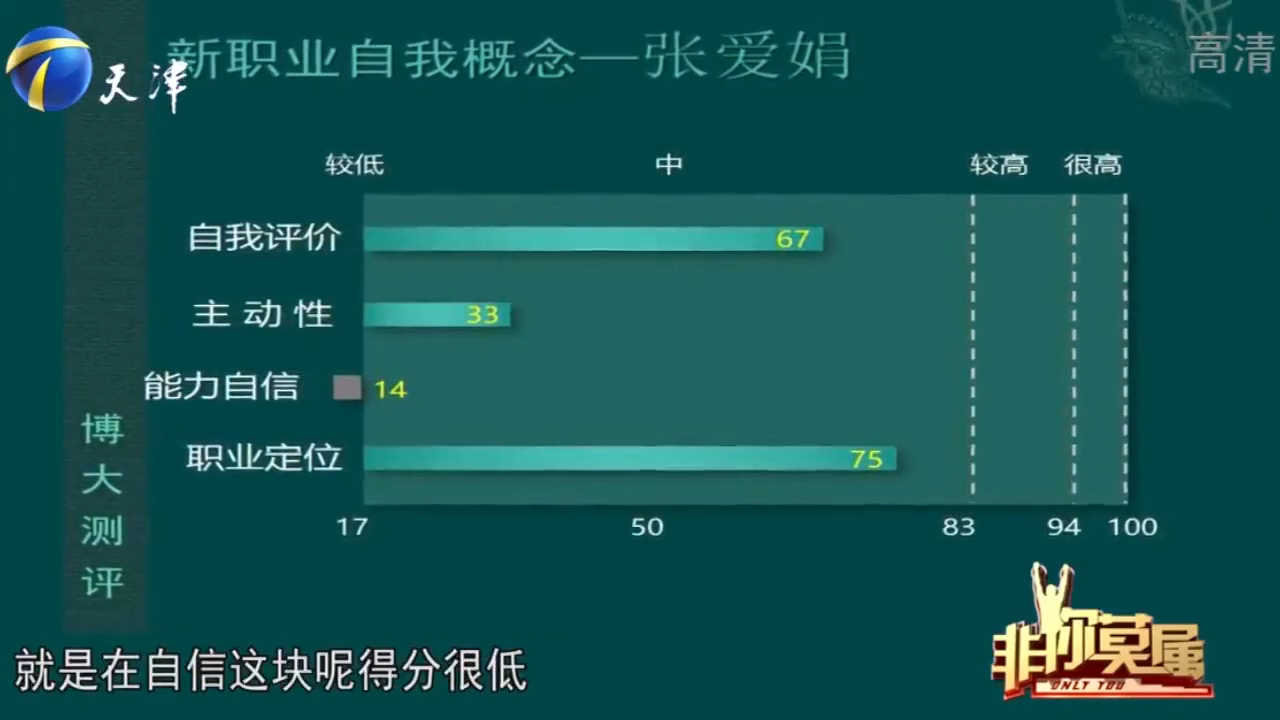 天津
新职业自我概念—张爱娟
高清
较低 中 较高 很高
自我评价 67
主动性 33
能力自信 14
职业定位 75
17 50 83 94 100
博大测评
非你莫属
ONLY YOU
就是在自信这块呢得分很低